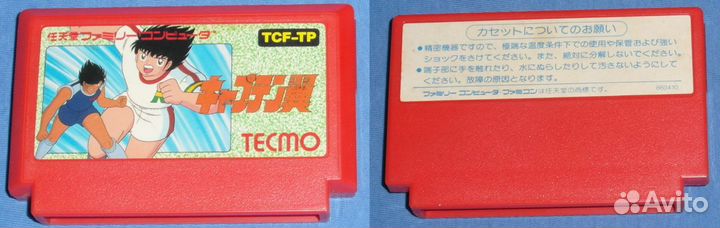 任天堂ファミリーコンピュータ
TCF-TP
キャプテン翼
TECMO
カセットについてのお願い
●精密機器ですので、極端な温度条件下での使用や保管および強い
ショックをさけてください。また、絶対に分解しないでください。
●端子部に手を触れたり、水にぬらしたりして汚さないようにして
ください。故障の原因となります。
ファミリーコンピュータ・ファミコンは任天堂の商標です。
860410
Avito